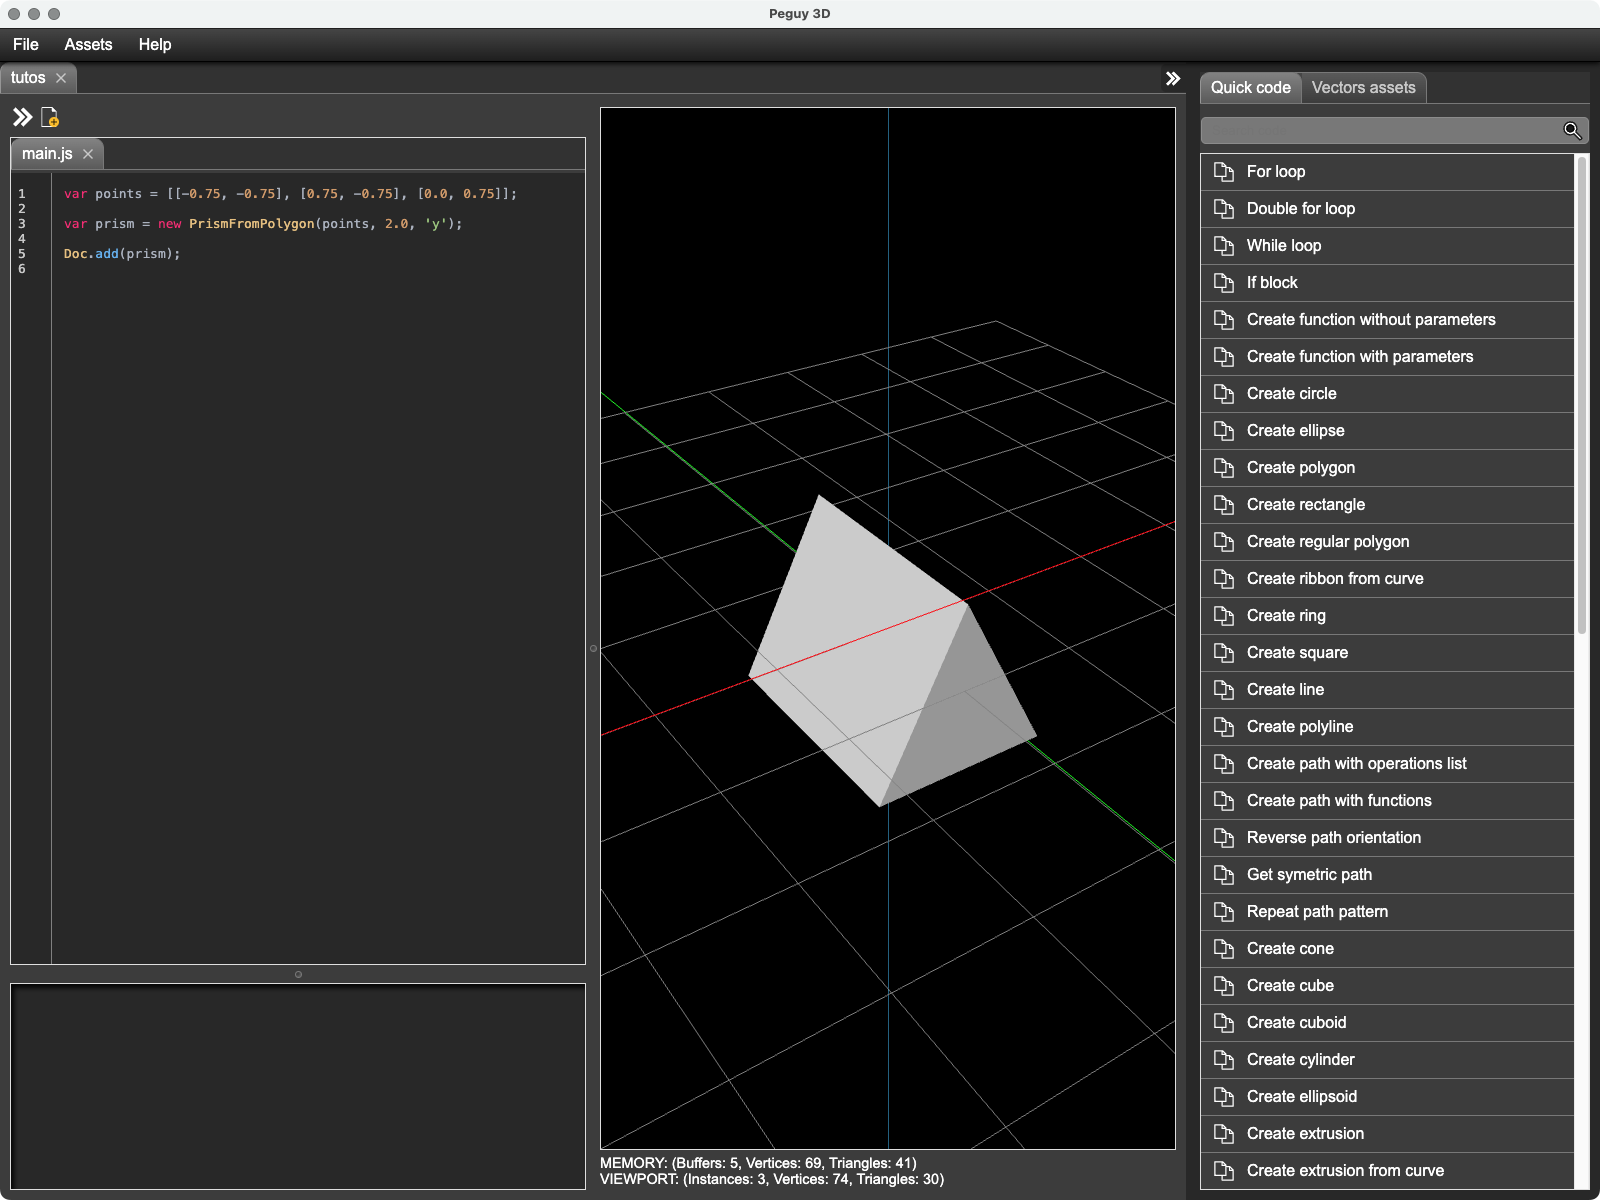 Peguy 3D
File Assets Help
tutos
main.js
1 var points = [[-0.75, -0.75], [0.75, -0.75], [0.0, 0.75]];
2
3 var prism = new PrismFromPolygon(points, 2.0, 'y');
4
5 Doc.add(prism);
6
MEMORY: (Buffers: 5, Vertices: 69, Triangles: 41)
VIEWPORT: (Instances: 3, Vertices: 74, Triangles: 30)
Quick code Vectors assets
For loop
Double for loop
While loop
If block
Create function without parameters
Create function with parameters
Create circle
Create ellipse
Create polygon
Create rectangle
Create regular polygon
Create ribbon from curve
Create ring
Create square
Create line
Create polyline
Create path with operations list
Create path with functions
Reverse path orientation
Get symetric path
Repeat path pattern
Create cone
Create cube
Create cuboid
Create cylinder
Create ellipsoid
Create extrusion
Create extrusion from curve